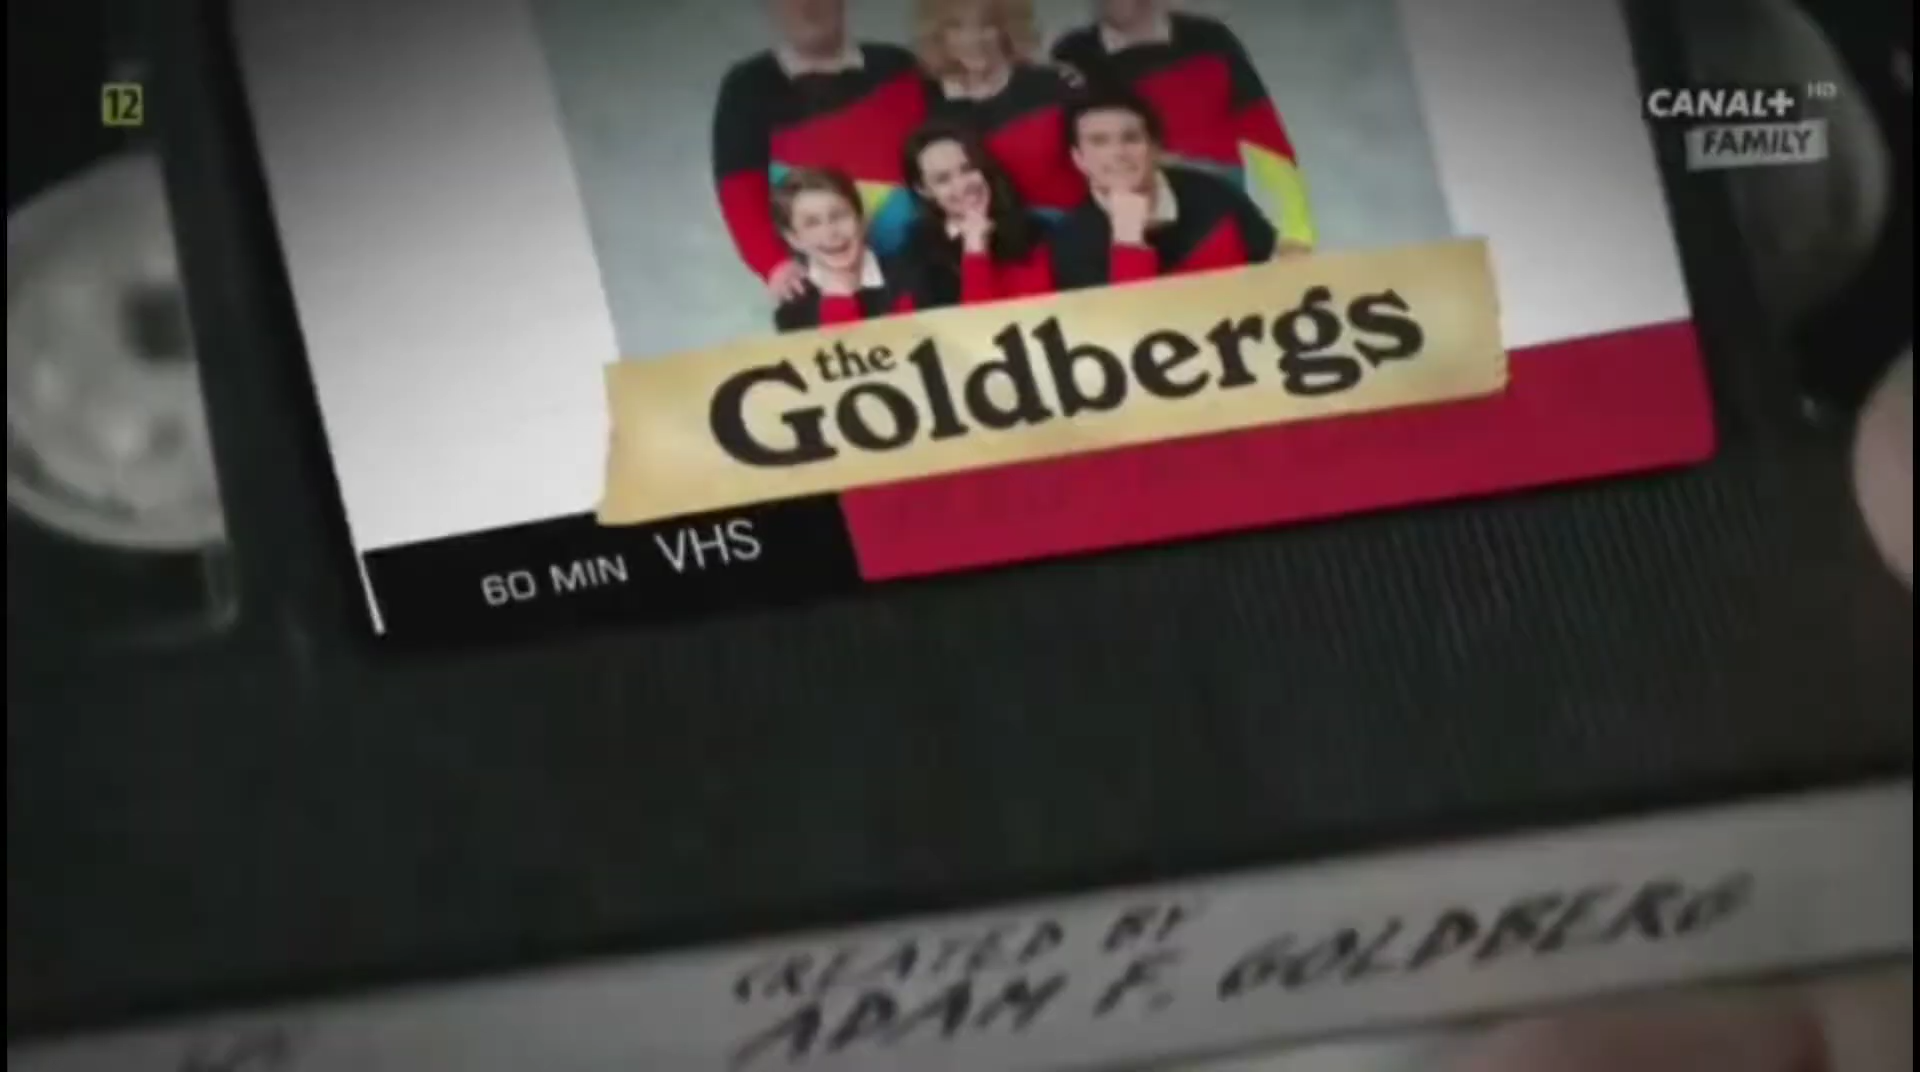 12
CANAL+ HD
FAMILY
the
Goldbergs
60 MIN VHS
CREATED BY
ADAM F. GOLDBERG